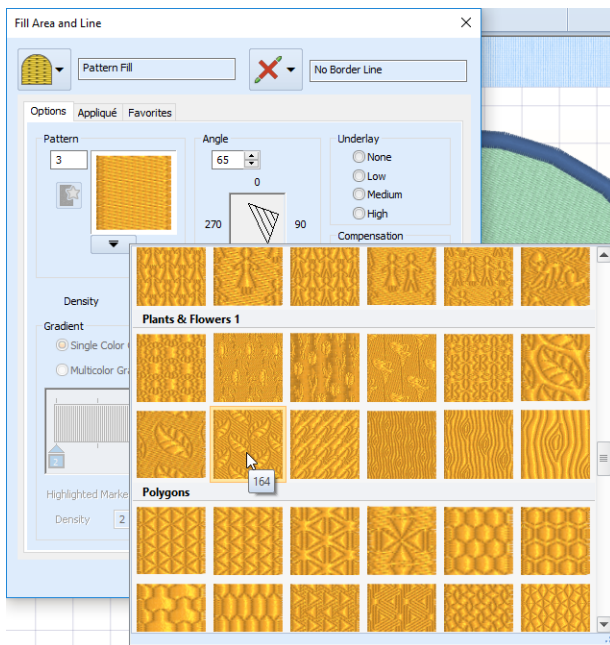 Fill Area and Line
Pattern Fill
No Border Line
Options Appliqué Favorites
Pattern
3
Angle
65
0
270
90
Underlay
None
Low
Medium
High
Compensation
Density
Gradient
Single Color
Multicolor Gra
2
Highlighted Marke
Density 2
Plants & Flowers 1
164
Polygons